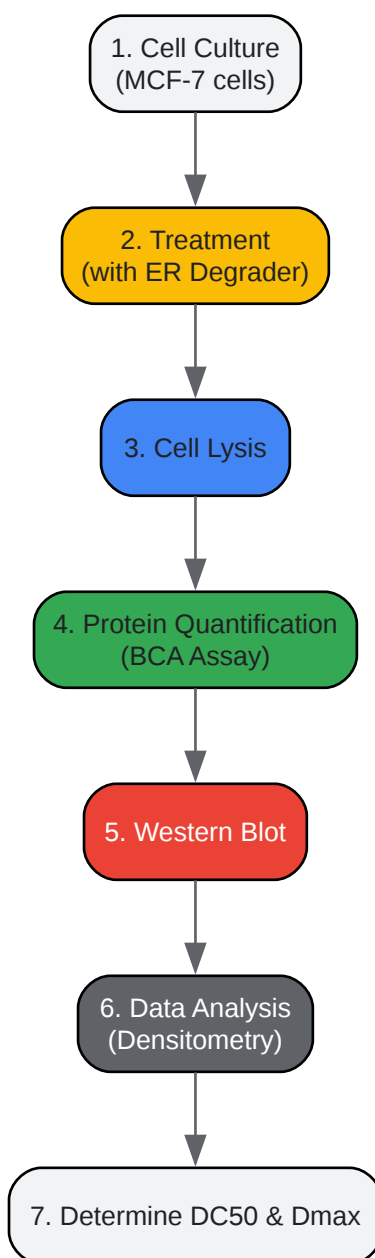 1. Cell Culture
(MCF-7 cells)
2. Treatment
(with ER Degrader)
3. Cell Lysis
4. Protein Quantification
(BCA Assay)
5. Western Blot
6. Data Analysis
(Densitometry)
7. Determine DC50 & Dmax